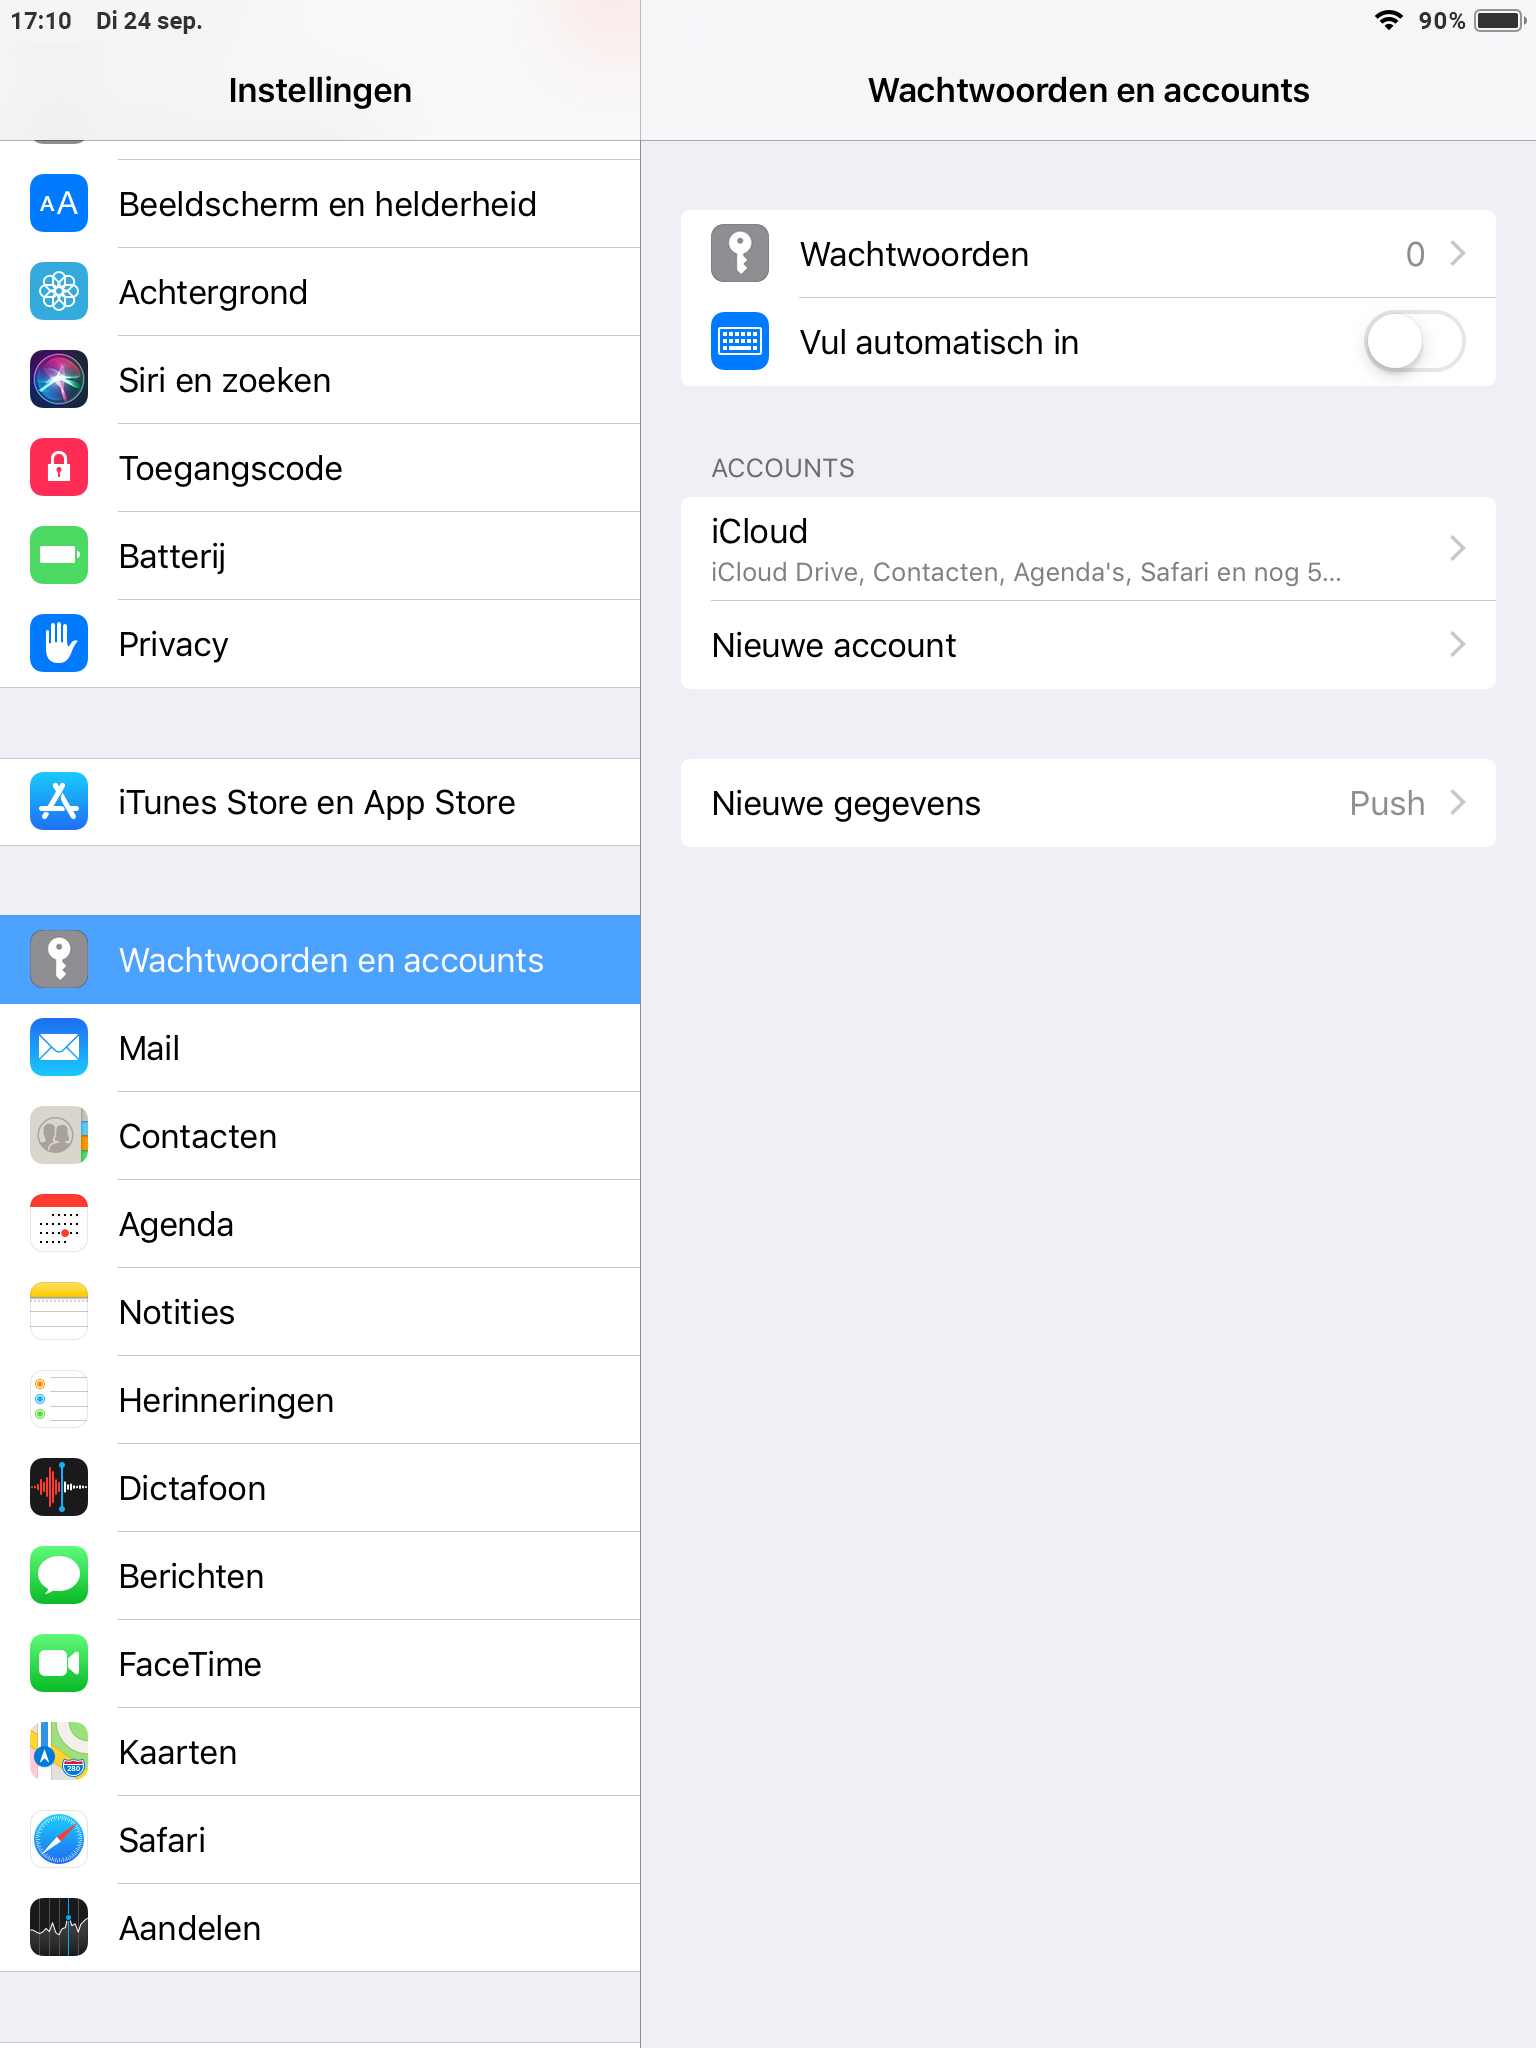 17:10 Di 24 sep.
90%
Instellingen
Beeldscherm en helderheid
Achtergrond
Siri en zoeken
Toegangscode
Batterij
Privacy
iTunes Store en App Store
Wachtwoorden en accounts
Mail
Contacten
Agenda
Notities
Herinneringen
Dictafoon
Berichten
FaceTime
Kaarten
Safari
Aandelen
Wachtwoorden en accounts
Wachtwoorden 0
Vul automatisch in
ACCOUNTS
iCloud
iCloud Drive, Contacten, Agenda's, Safari en nog 5...
Nieuwe account
Nieuwe gegevens Push
AA
280